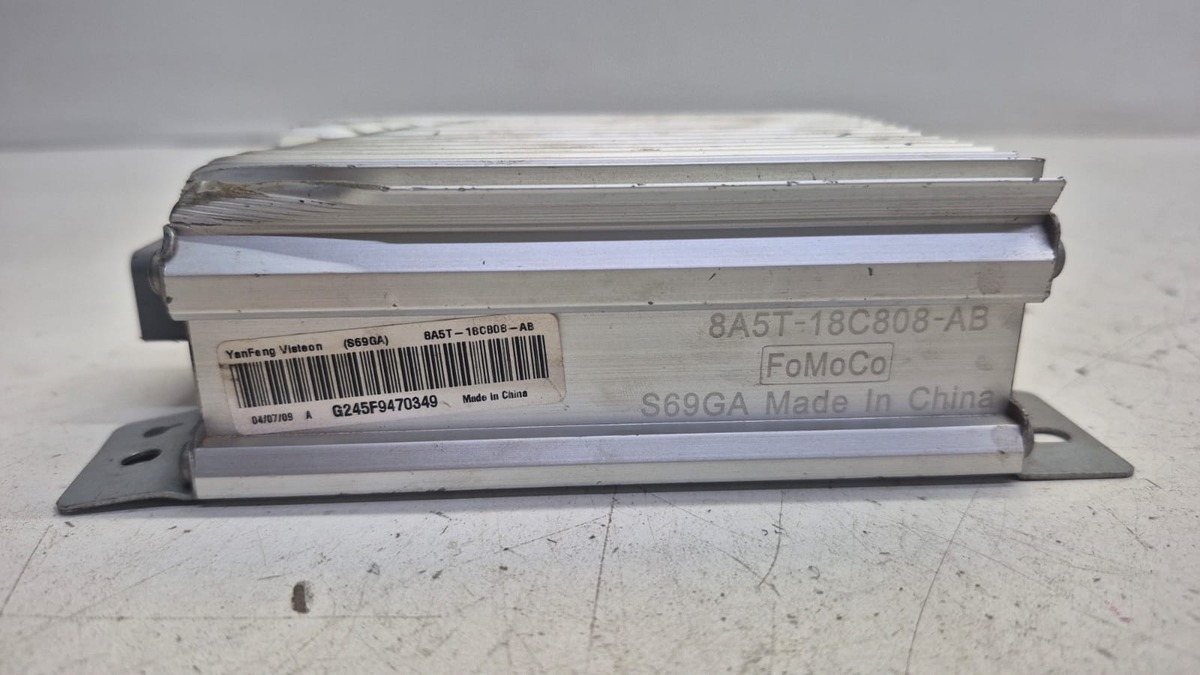 YanFeng Visteon (S69GA) 8A5T-18C808-AB
04/07/09 A G245F9470349 Made In China
8A5T-18C808-AB
FoMoCo
S69GA Made In China